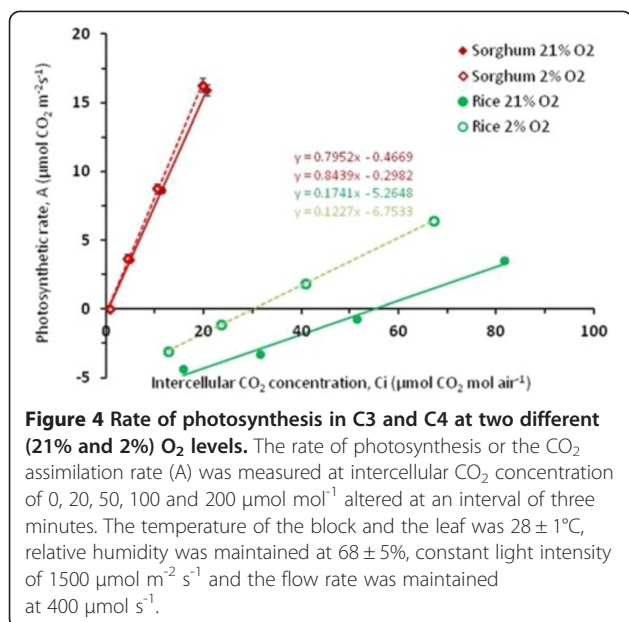 20
15
10
5
0
-5
0
20
40
60
80
100
Photosynthetic rate, A (µmol CO₂ m⁻²s⁻¹)
Sorghum 21% O2
Sorghum 2% O2
Rice 21% O2
Rice 2% O2
y = 0.7952x - 0.4669
y = 0.8439x - 0.2982
y = 0.1741x - 5.2648
y = 0.1227x - 6.7533
Intercellular CO₂ concentration, Ci (µmol CO₂ mol air⁻¹)
Figure 4 Rate of photosynthesis in C3 and C4 at two different
(21% and 2%) O₂ levels. The rate of photosynthesis or the CO₂
assimilation rate (A) was measured at intercellular CO₂ concentration
of 0, 20, 50, 100 and 200 µmol mol⁻¹ altered at an interval of three
minutes. The temperature of the block and the leaf was 28 ± 1°C,
relative humidity was maintained at 68 ± 5%, constant light intensity
of 1500 µmol m⁻² s⁻¹ and the flow rate was maintained
at 400 µmol s⁻¹.